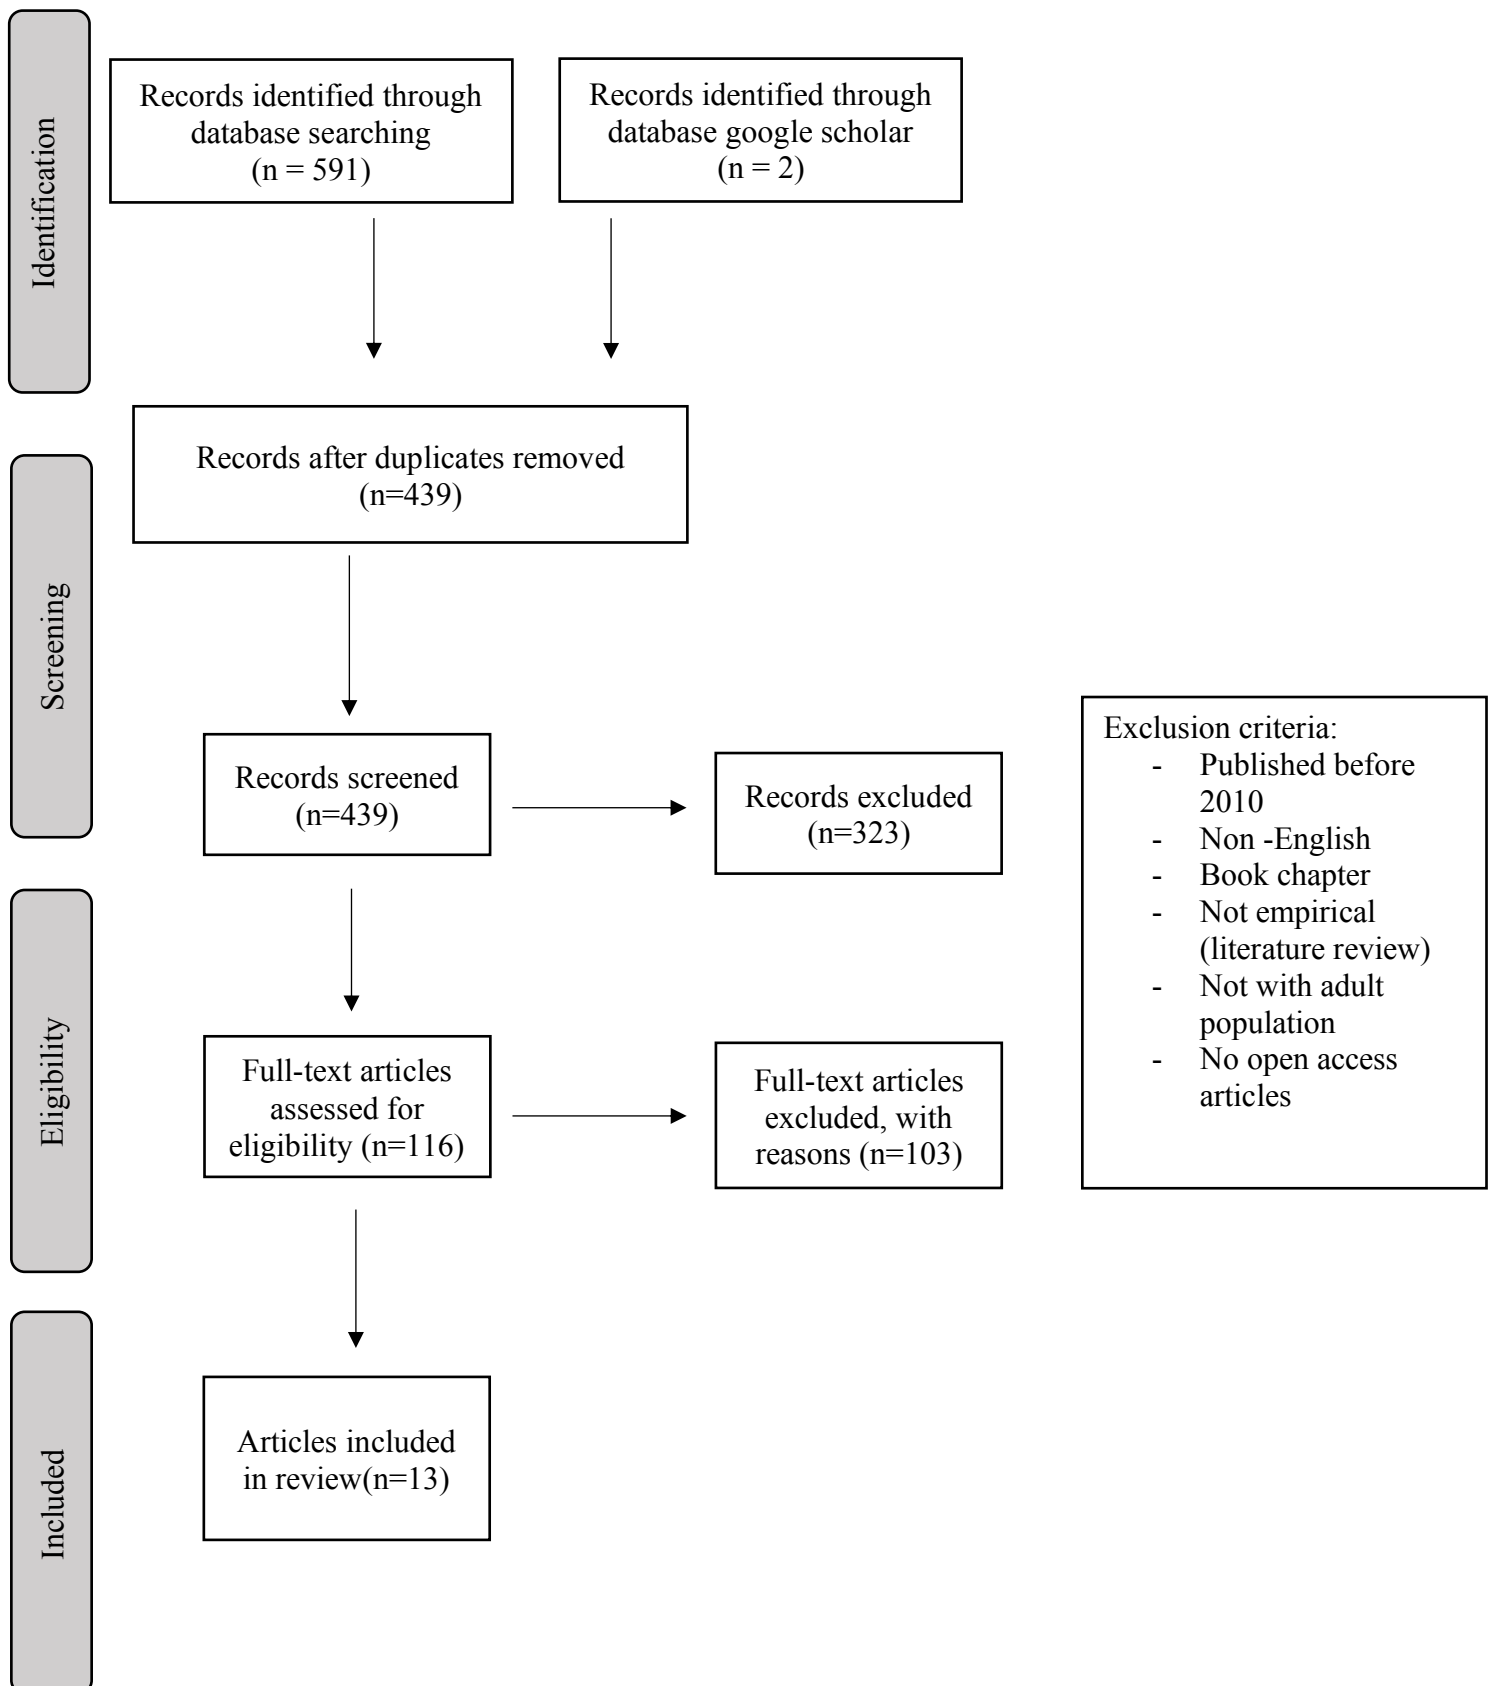 Identification
Records identified through
database searching
(n = 591)
Records identified through
database google scholar
(n = 2)
Records after duplicates removed
(n=439)
Screening
Records screened
(n=439)
Records excluded
(n=323)
Exclusion criteria:
- Published before
2010
- Non -English
- Book chapter
- Not empirical
(literature review)
- Not with adult
population
- No open access
articles
Eligibility
Full-text articles
assessed for
eligibility (n=116)
Full-text articles
excluded, with
reasons (n=103)
Included
Articles included
in review(n=13)